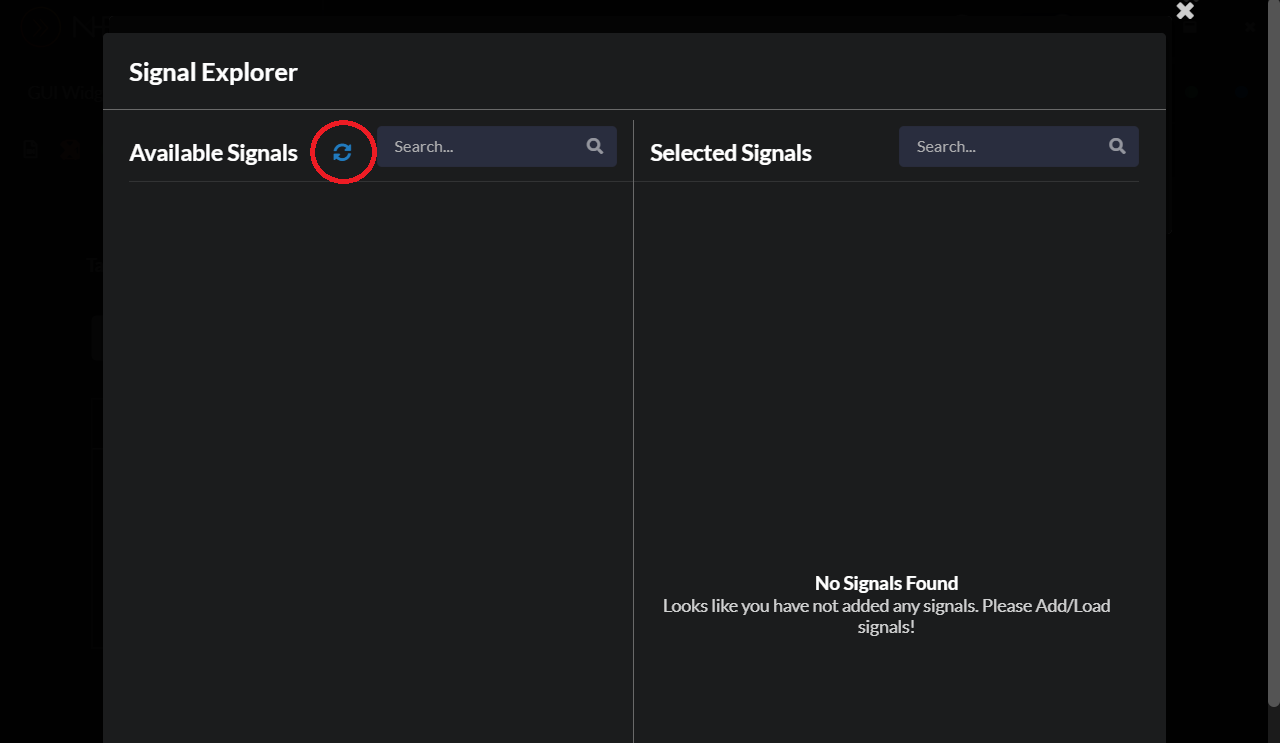 Signal Explorer
Available Signals
Search...
Selected Signals
Search...
No Signals Found
Looks like you have not added any signals. Please Add/Load
signals!